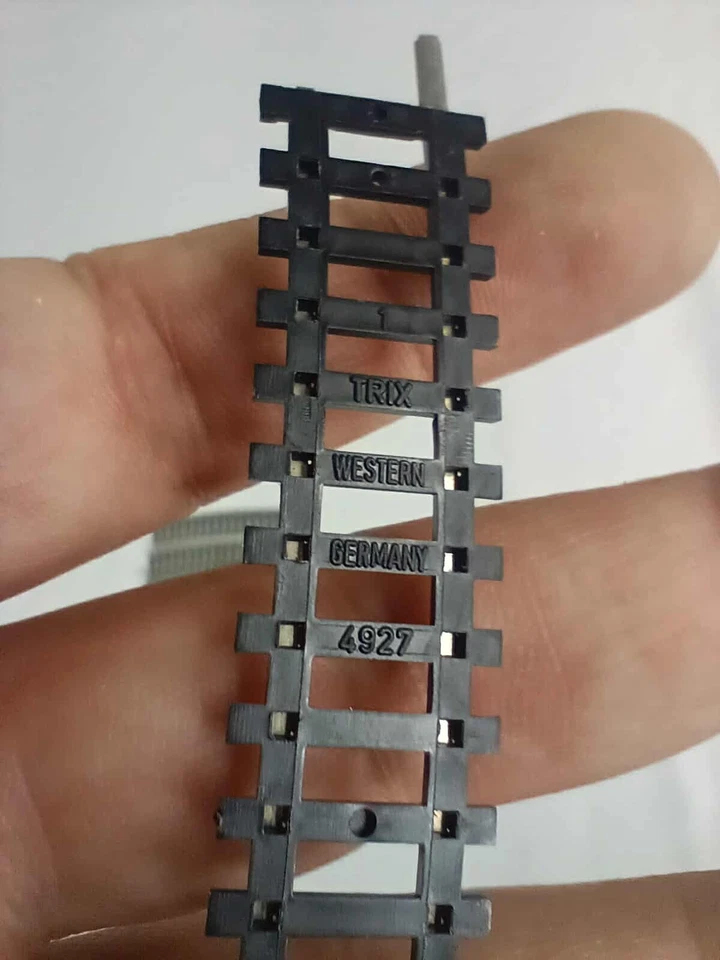 1
TRIX
WESTERN
GERMANY
4927